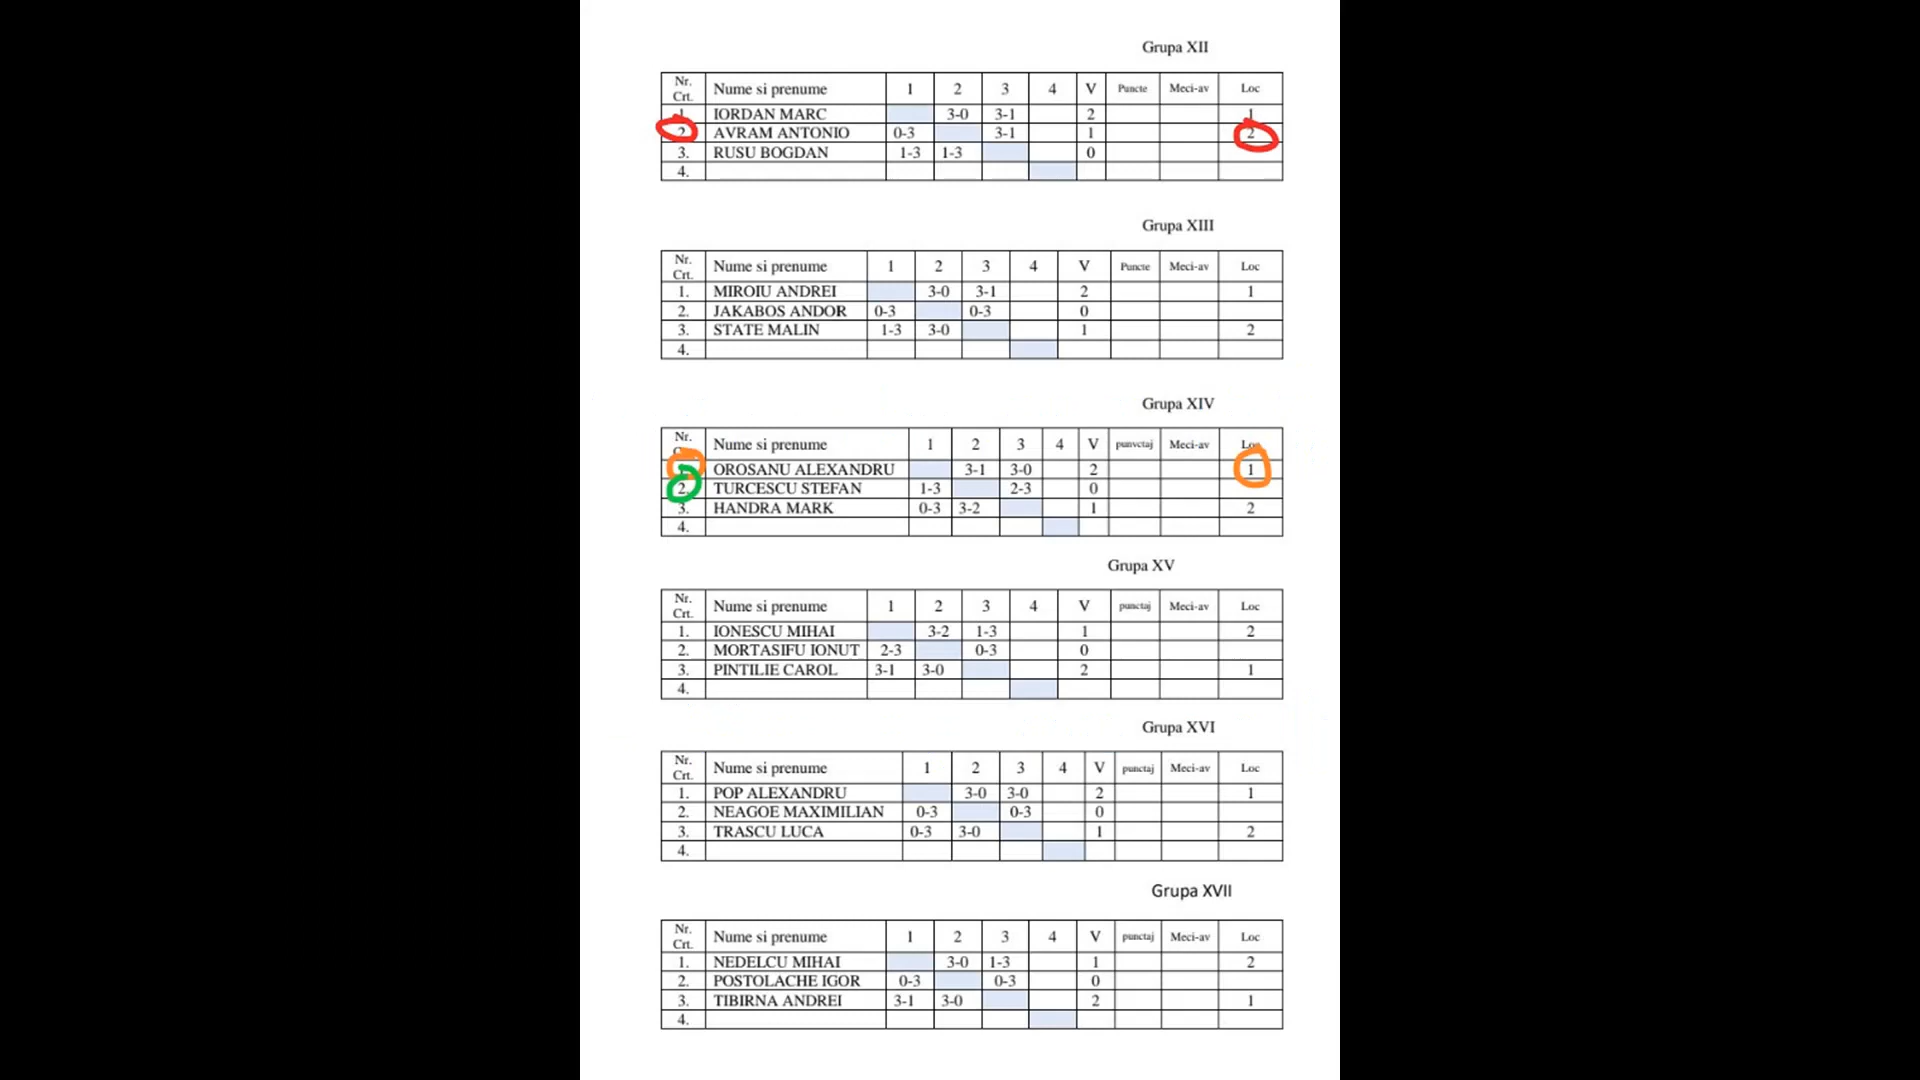 Grupa XII
Nr. Crt. Nume si prenume 1 2 3 4 V Puncte Meci-av Loc
1. IORDAN MARC 3-0 3-1 2 1
2. AVRAM ANTONIO 0-3 3-1 1 2
3. RUSU BOGDAN 1-3 1-3 0
4.
Grupa XIII
Nr. Crt. Nume si prenume 1 2 3 4 V Puncte Meci-av Loc
1. MIROIU ANDREI 3-0 3-1 2 1
2. JAKABOS ANDOR 0-3 0-3 0
3. STATE MALIN 1-3 3-0 1 2
4.
Grupa XIV
Nr. Crt. Nume si prenume 1 2 3 4 V punvctaj Meci-av Loc
1. OROSANU ALEXANDRU 3-1 3-0 2 1
2. TURCESCU STEFAN 1-3 2-3 0
3. HANDRA MARK 0-3 3-2 1 2
4.
Grupa XV
Nr. Crt. Nume si prenume 1 2 3 4 V punctaj Meci-av Loc
1. IONESCU MIHAI 3-2 1-3 1 2
2. MORTASIFU IONUT 2-3 0-3 0
3. PINTILIE CAROL 3-1 3-0 2 1
4.
Grupa XVI
Nr. Crt. Nume si prenume 1 2 3 4 V punctaj Meci-av Loc
1. POP ALEXANDRU 3-0 3-0 2 1
2. NEAGOE MAXIMILIAN 0-3 0-3 0
3. TRASCU LUCA 0-3 3-0 1 2
4.
Grupa XVII
Nr. Crt. Nume si prenume 1 2 3 4 V punctaj Meci-av Loc
1. NEDELCU MIHAI 3-0 1-3 1 2
2. POSTOLACHE IGOR 0-3 0-3 0
3. TIBIRNA ANDREI 3-1 3-0 2 1
4.